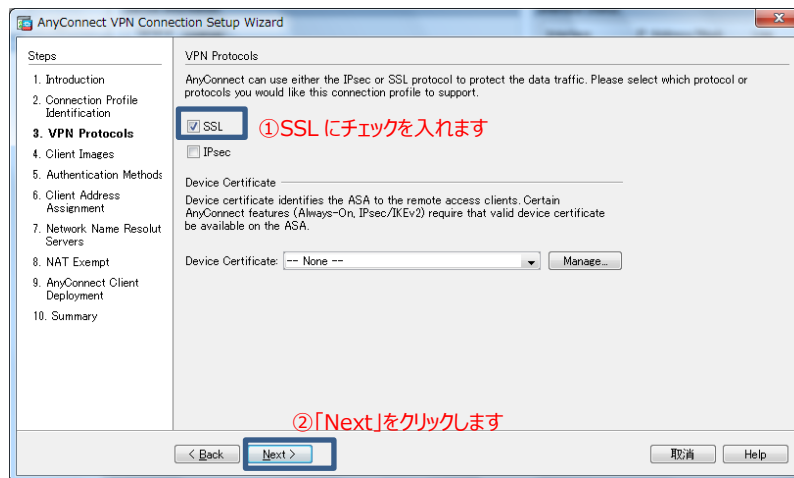 AnyConnect VPN Connection Setup Wizard
Steps
1. Introduction
2. Connection Profile
Identification
3. VPN Protocols
4. Client Images
5. Authentication Methods
6. Client Address
Assignment
7. Network Name Resolut
Servers
8. NAT Exempt
9. AnyConnect Client
Deployment
10. Summary
VPN Protocols
AnyConnect can use either the IPsec or SSL protocol to protect the data traffic. Please select which protocol or
protocols you would like this connection profile to support.
SSL
①SSL にチェックを入れます
IPsec
Device Certificate
Device certificate identifies the ASA to the remote access clients. Certain
AnyConnect features (Always-On, IPsec/IKEv2) require that valid device certificate
be available on the ASA.
Device Certificate: -- None -- Manage...
②「Next」をクリックします
< Back Next > 取消 Help